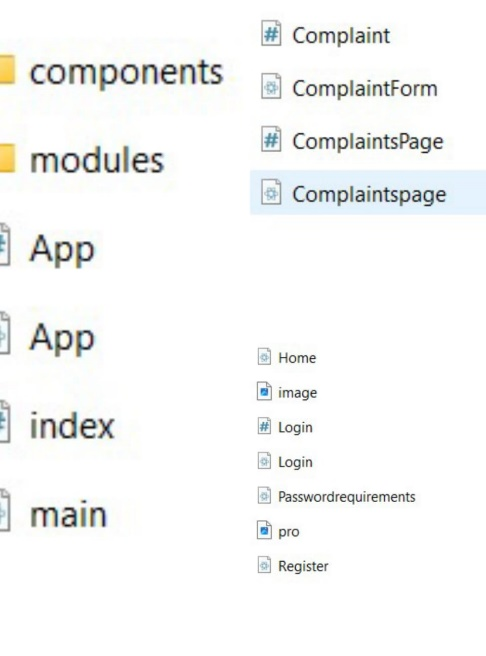 components
modules
App
App
index
main
Complaint
ComplaintForm
ComplaintsPage
Complaintspage
Home
image
Login
Login
Passwordrequirements
pro
Register